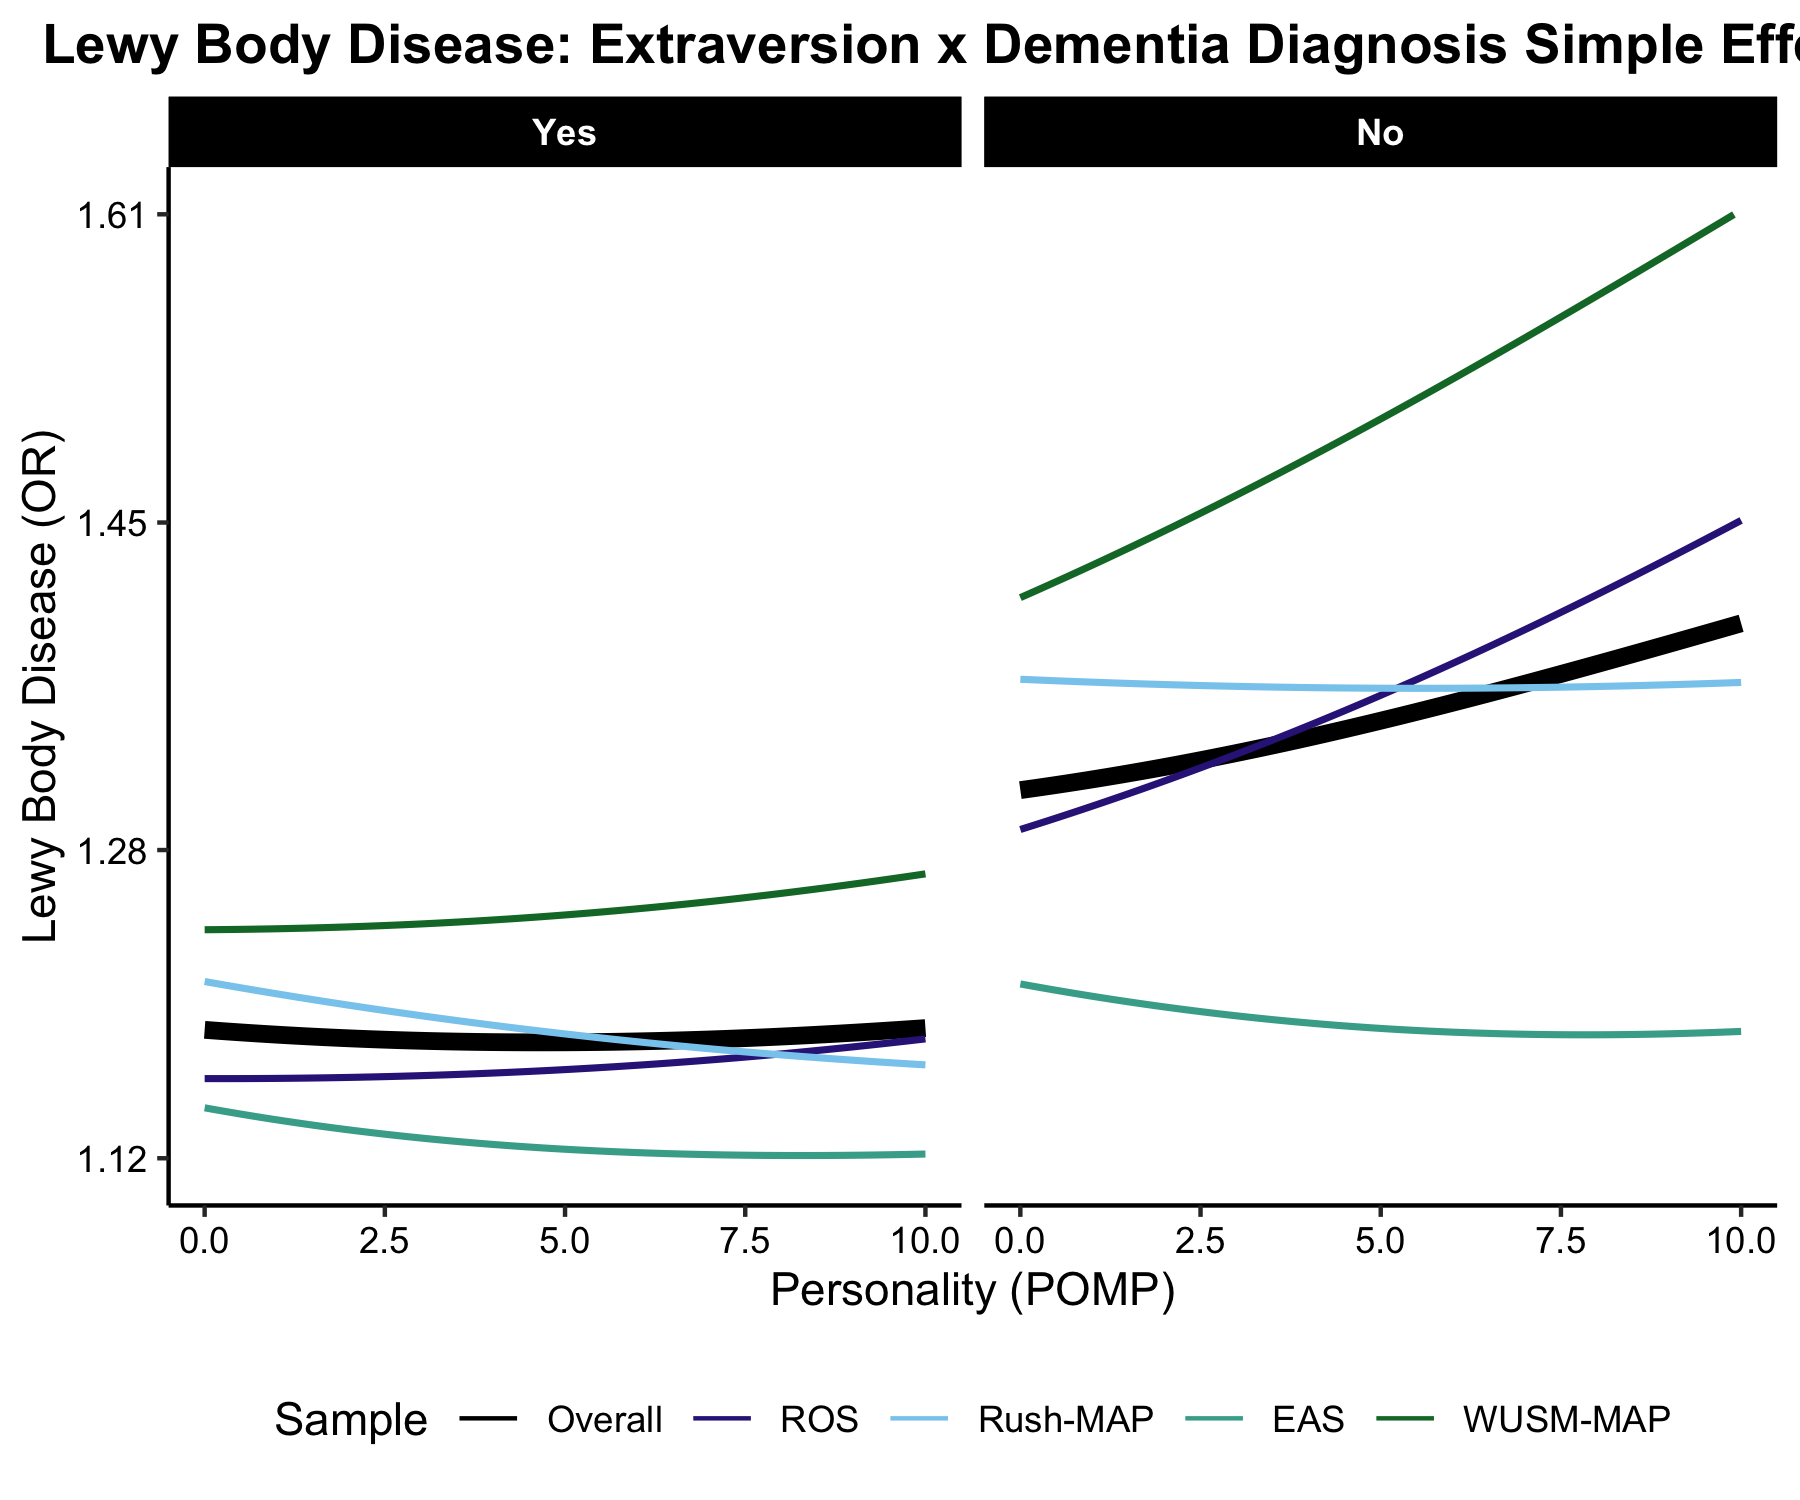 Lewy Body Disease: Extraversion x Dementia Diagnosis Simple Effe
Yes
No
Lewy Body Disease (OR)
1.61
1.45
1.28
1.12
0.0 2.5 5.0 7.5 10.0
0.0 2.5 5.0 7.5 10.0
Personality (POMP)
Sample Overall ROS Rush-MAP EAS WUSM-MAP